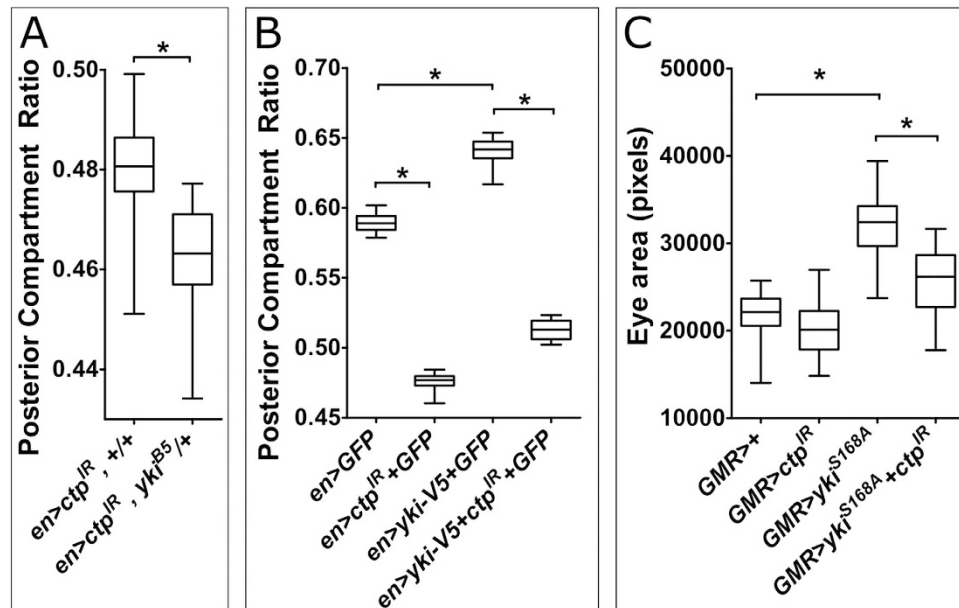 A
Posterior Compartment Ratio
0.50
0.48
0.46
0.44
*
en>ctp^IR, +/+
en>ctp^IR, yki^B5/+
B
Posterior Compartment Ratio
0.70
0.65
0.60
0.55
0.50
0.45
*
*
*
en>GFP
en>ctp^IR+GFP
en>yki-V5+GFP
en>yki-V5+ctp^IR+GFP
C
Eye area (pixels)
50000
40000
30000
20000
10000
*
*
GMR>+
GMR>ctp^IR
GMR>yki^S168A
GMR>yki^S168A+ctp^IR